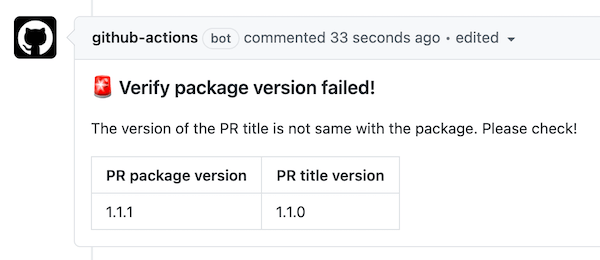 github-actions bot commented 33 seconds ago • edited
🚨 Verify package version failed!
The version of the PR title is not same with the package. Please check!
PR package version PR title version
1.1.1 1.1.0